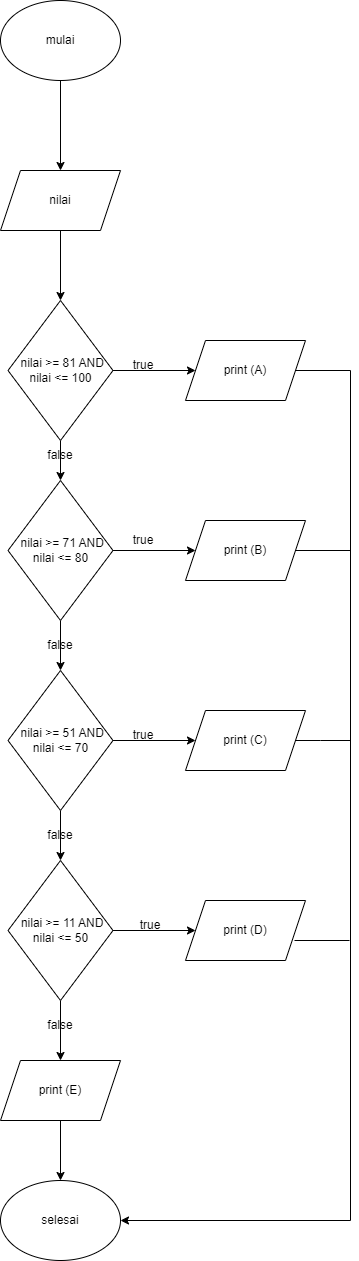 mulai
nilai
nilai >= 81 AND
nilai <= 100
true
print (A)
false
nilai >= 71 AND
nilai <= 80
true
print (B)
false
nilai >= 51 AND
nilai <= 70
true
print (C)
false
nilai >= 11 AND
nilai <= 50
true
print (D)
false
print (E)
selesai